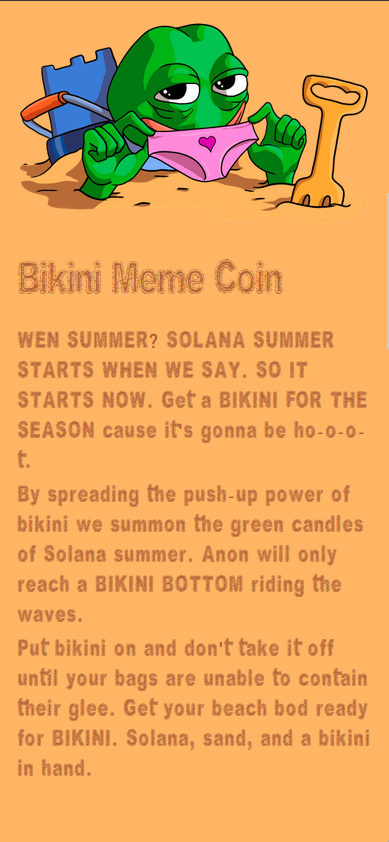 Bikini Meme Coin
WEN SUMMER? SOLANA SUMMER
STARTS WHEN WE SAY. SO IT
STARTS NOW. Get a BIKINI FOR THE
SEASON cause it's gonna be ho-o-o-
t.
By spreading the push-up power of
bikini we summon the green candles
of Solana summer. Anon will only
reach a BIKINI BOTTOM riding the
waves.
Put bikini on and don't take it off
until your bags are unable to contain
their glee. Get your beach bod ready
for BIKINI. Solana, sand, and a bikini
in hand.